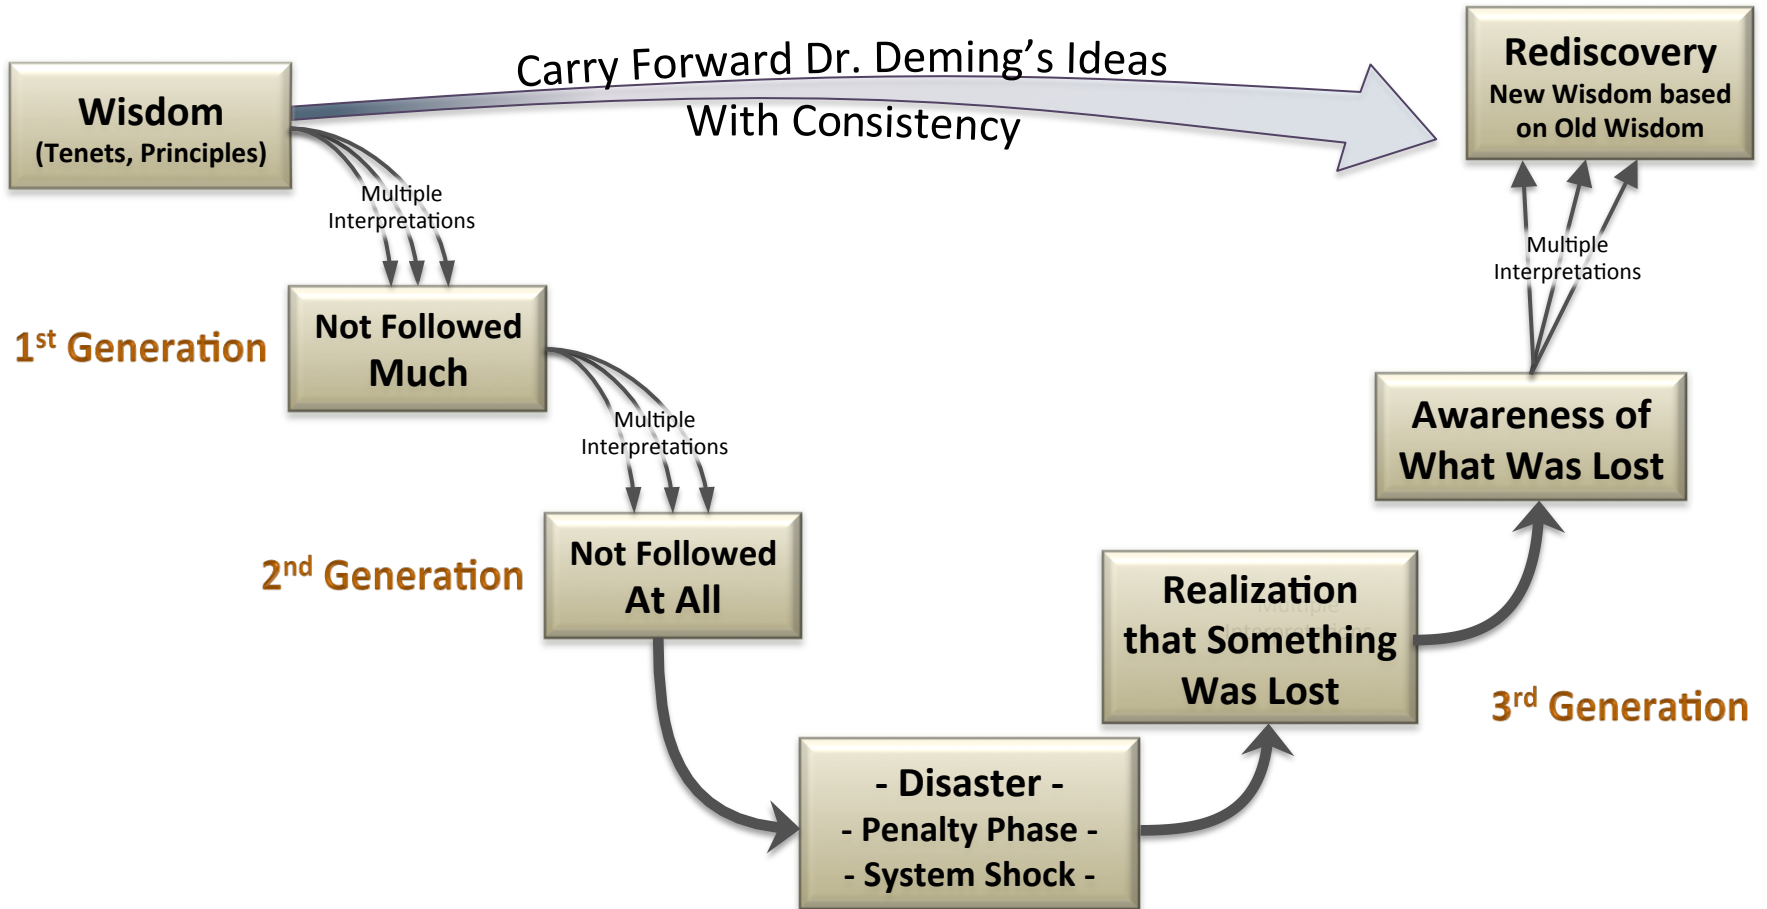 Carry Forward Dr. Deming's Ideas
With Consistency
Wisdom
(Tenets, Principles)
Rediscovery
New Wisdom based
on Old Wisdom
Multiple
Interpretations
Multiple
Interpretations
1st Generation
Not Followed
Much
Awareness of
What Was Lost
Multiple
Interpretations
2nd Generation
Not Followed
At All
Realization
that Something
Was Lost
Multiple
Interpretations
3rd Generation
- Disaster -
- Penalty Phase -
- System Shock -